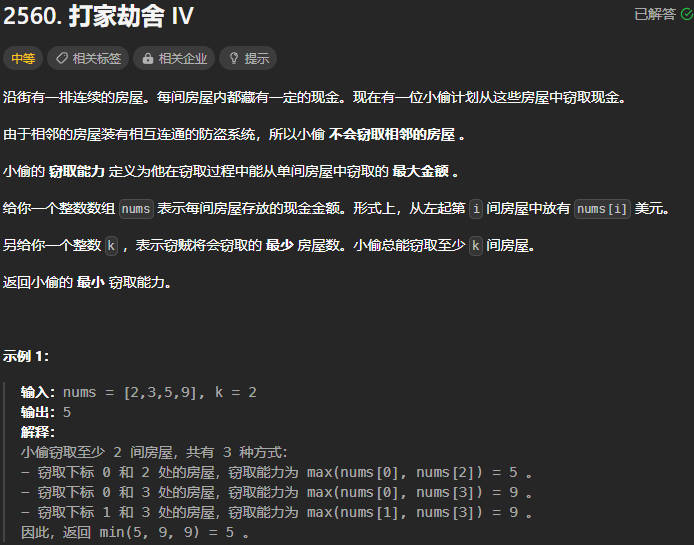 2560. 打家劫舍 IV
已解答
中等 相关标签 相关企业 提示
沿街有一排连续的房屋。每间房屋内都藏有一定的现金。现在有一位小偷计划从这些房屋中窃取现金。
由于相邻的房屋装有相互连通的防盗系统，所以小偷 不会窃取相邻的房屋 。
小偷的 窃取能力 定义为他在窃取过程中能从单间房屋中窃取的 最大金额 。
给你一个整数数组 nums 表示每间房屋存放的现金金额。形式上，从左起第 i 间房屋中放有 nums[i] 美元。
另给你一个整数 k ，表示窃贼将会窃取的 最少 房屋数。小偷总能窃取至少 k 间房屋。
返回小偷的 最小 窃取能力。
示例 1：
输入：nums = [2,3,5,9], k = 2
输出：5
解释：
小偷窃取至少 2 间房屋，共有 3 种方式：
- 窃取下标 0 和 2 处的房屋，窃取能力为 max(nums[0], nums[2]) = 5 。
- 窃取下标 0 和 3 处的房屋，窃取能力为 max(nums[0], nums[3]) = 9 。
- 窃取下标 1 和 3 处的房屋，窃取能力为 max(nums[1], nums[3]) = 9 。
因此，返回 min(5, 9, 9) = 5 。